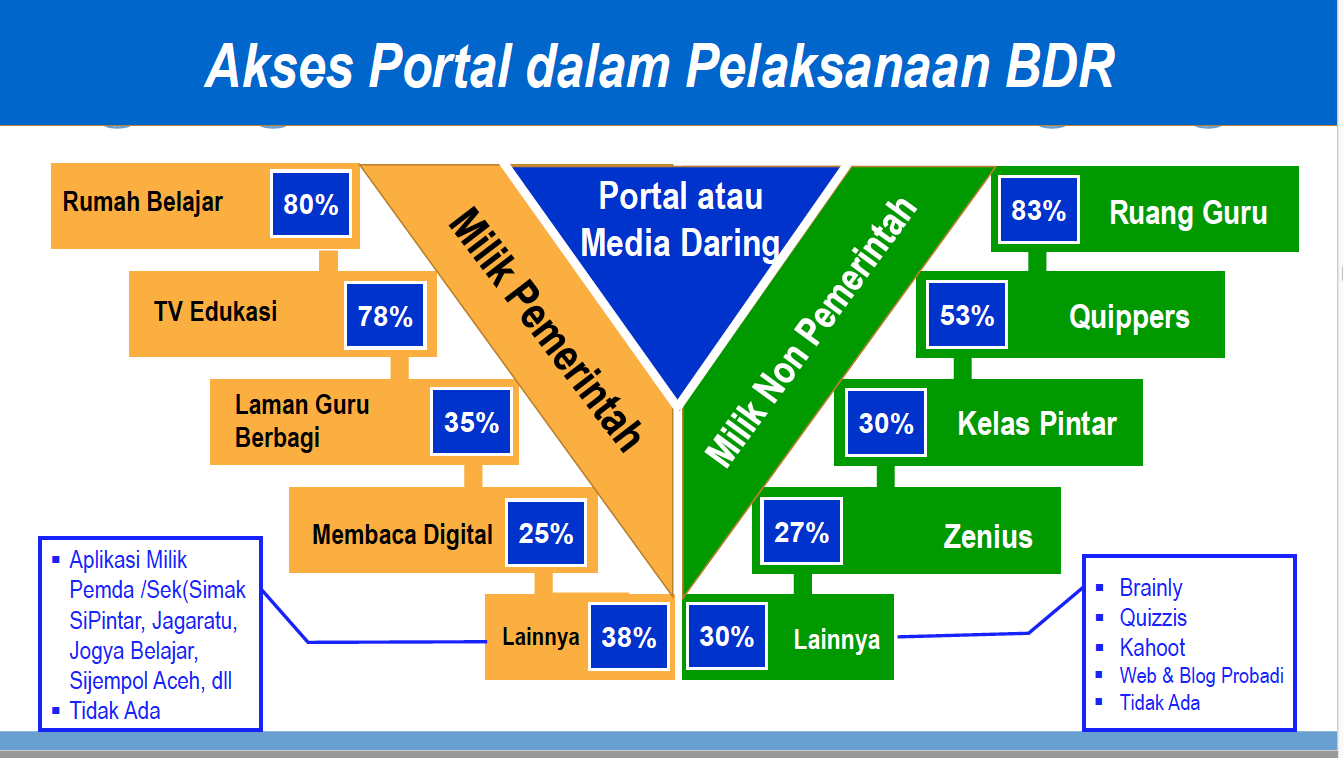 Akses Portal dalam Pelaksanaan BDR
Portal atau
Media Daring
Milik Pemerintah
Rumah Belajar
80%
TV Edukasi
78%
Laman Guru
Berbagi
35%
Membaca Digital
25%
Lainnya
38%
▪ Aplikasi Milik
Pemda /Sek(Simak
SiPintar, Jagaratu,
Jogya Belajar,
Sijempol Aceh, dll
▪ Tidak Ada
Milik Non Pemerintah
83%
Ruang Guru
53%
Quippers
30%
Kelas Pintar
27%
Zenius
30%
Lainnya
▪ Brainly
▪ Quizzis
▪ Kahoot
▪ Web & Blog Probadi
▪ Tidak Ada